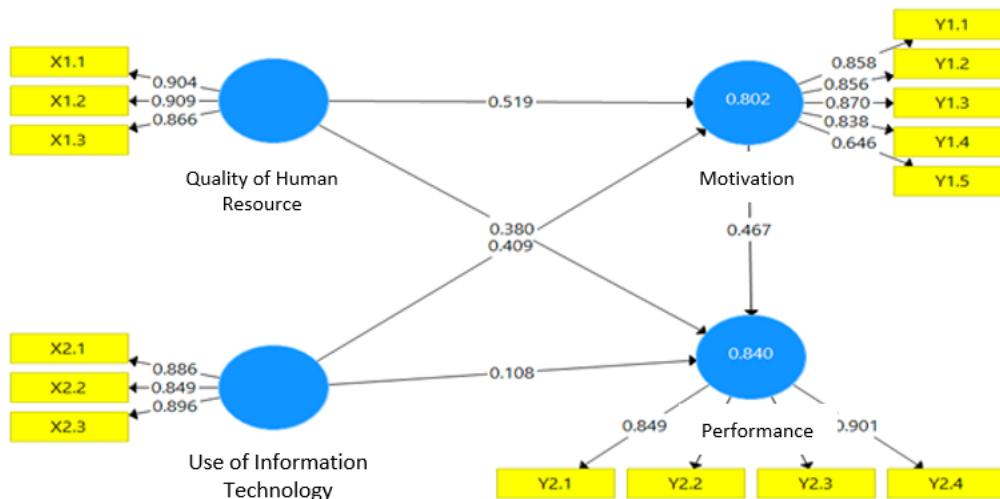 X1.1
X1.2
X1.3
0.904
0.909
0.866
Quality of Human
Resource
0.519
0.802
Motivation
0.858
0.856
0.870
0.838
0.646
Y1.1
Y1.2
Y1.3
Y1.4
Y1.5
0.380
0.409
0.467
X2.1
X2.2
X2.3
0.886
0.849
0.896
Use of Information
Technology
0.108
0.840
Performance
0.849
0.901
Y2.1
Y2.2
Y2.3
Y2.4